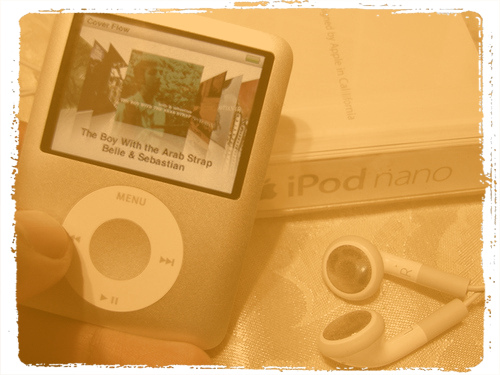 Cover Flow
The Boy With the Arab Strap
Belle & Sebastian
MENU
iPod nano
by Apple in California
R